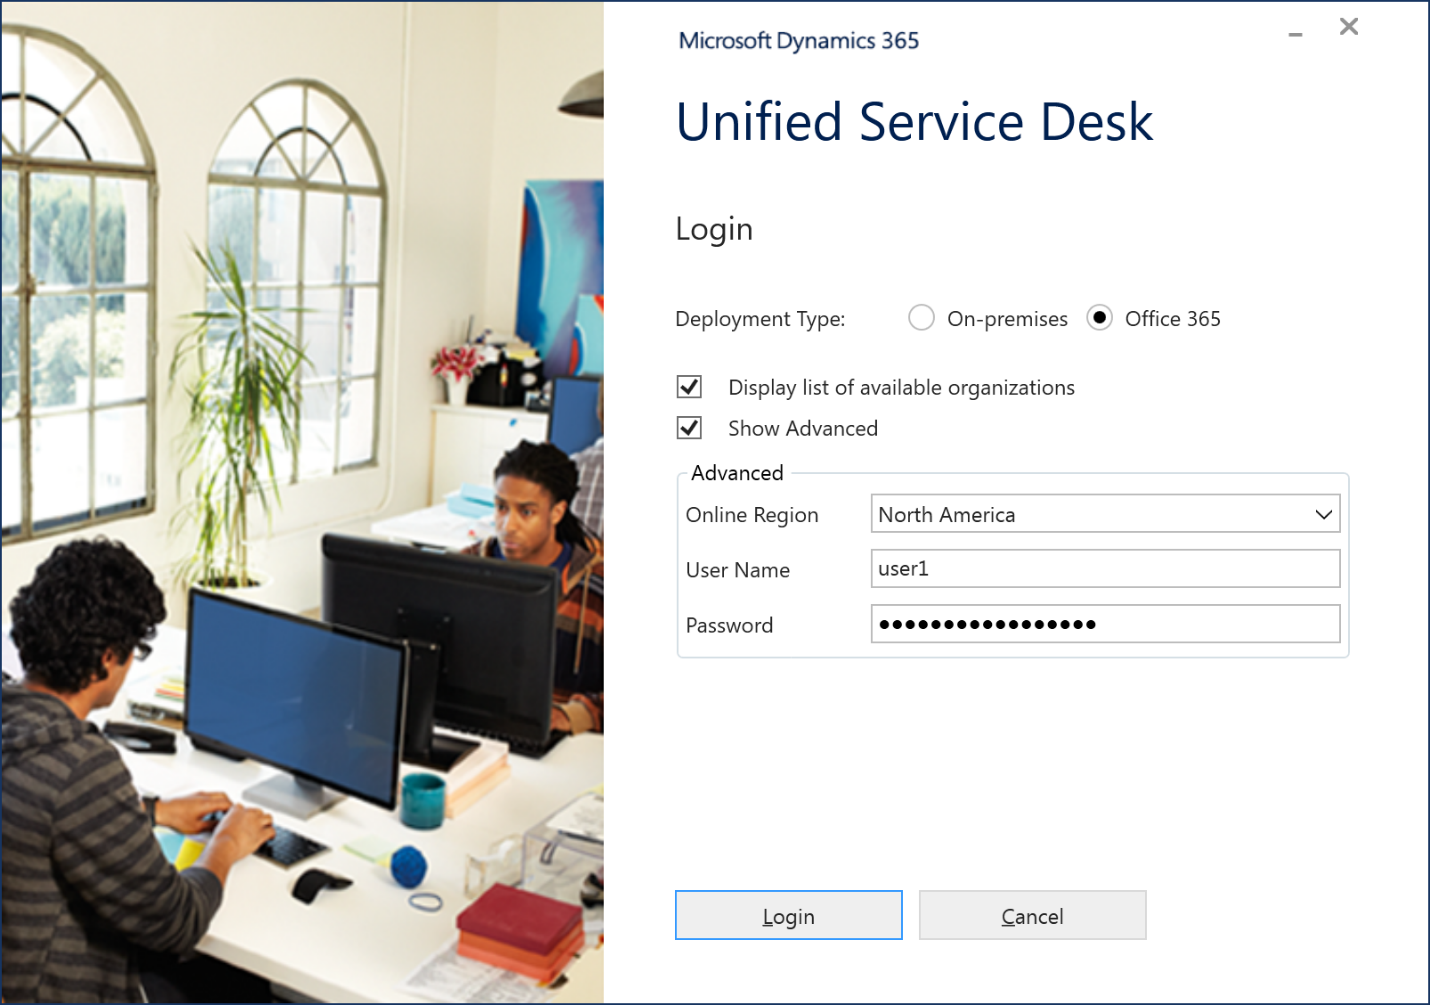 Microsoft Dynamics 365
Unified Service Desk
Login
Deployment Type: On-premises Office 365
Display list of available organizations
Show Advanced
Advanced
Online Region North America
User Name user1
Password •••••••••••••••••
Login Cancel